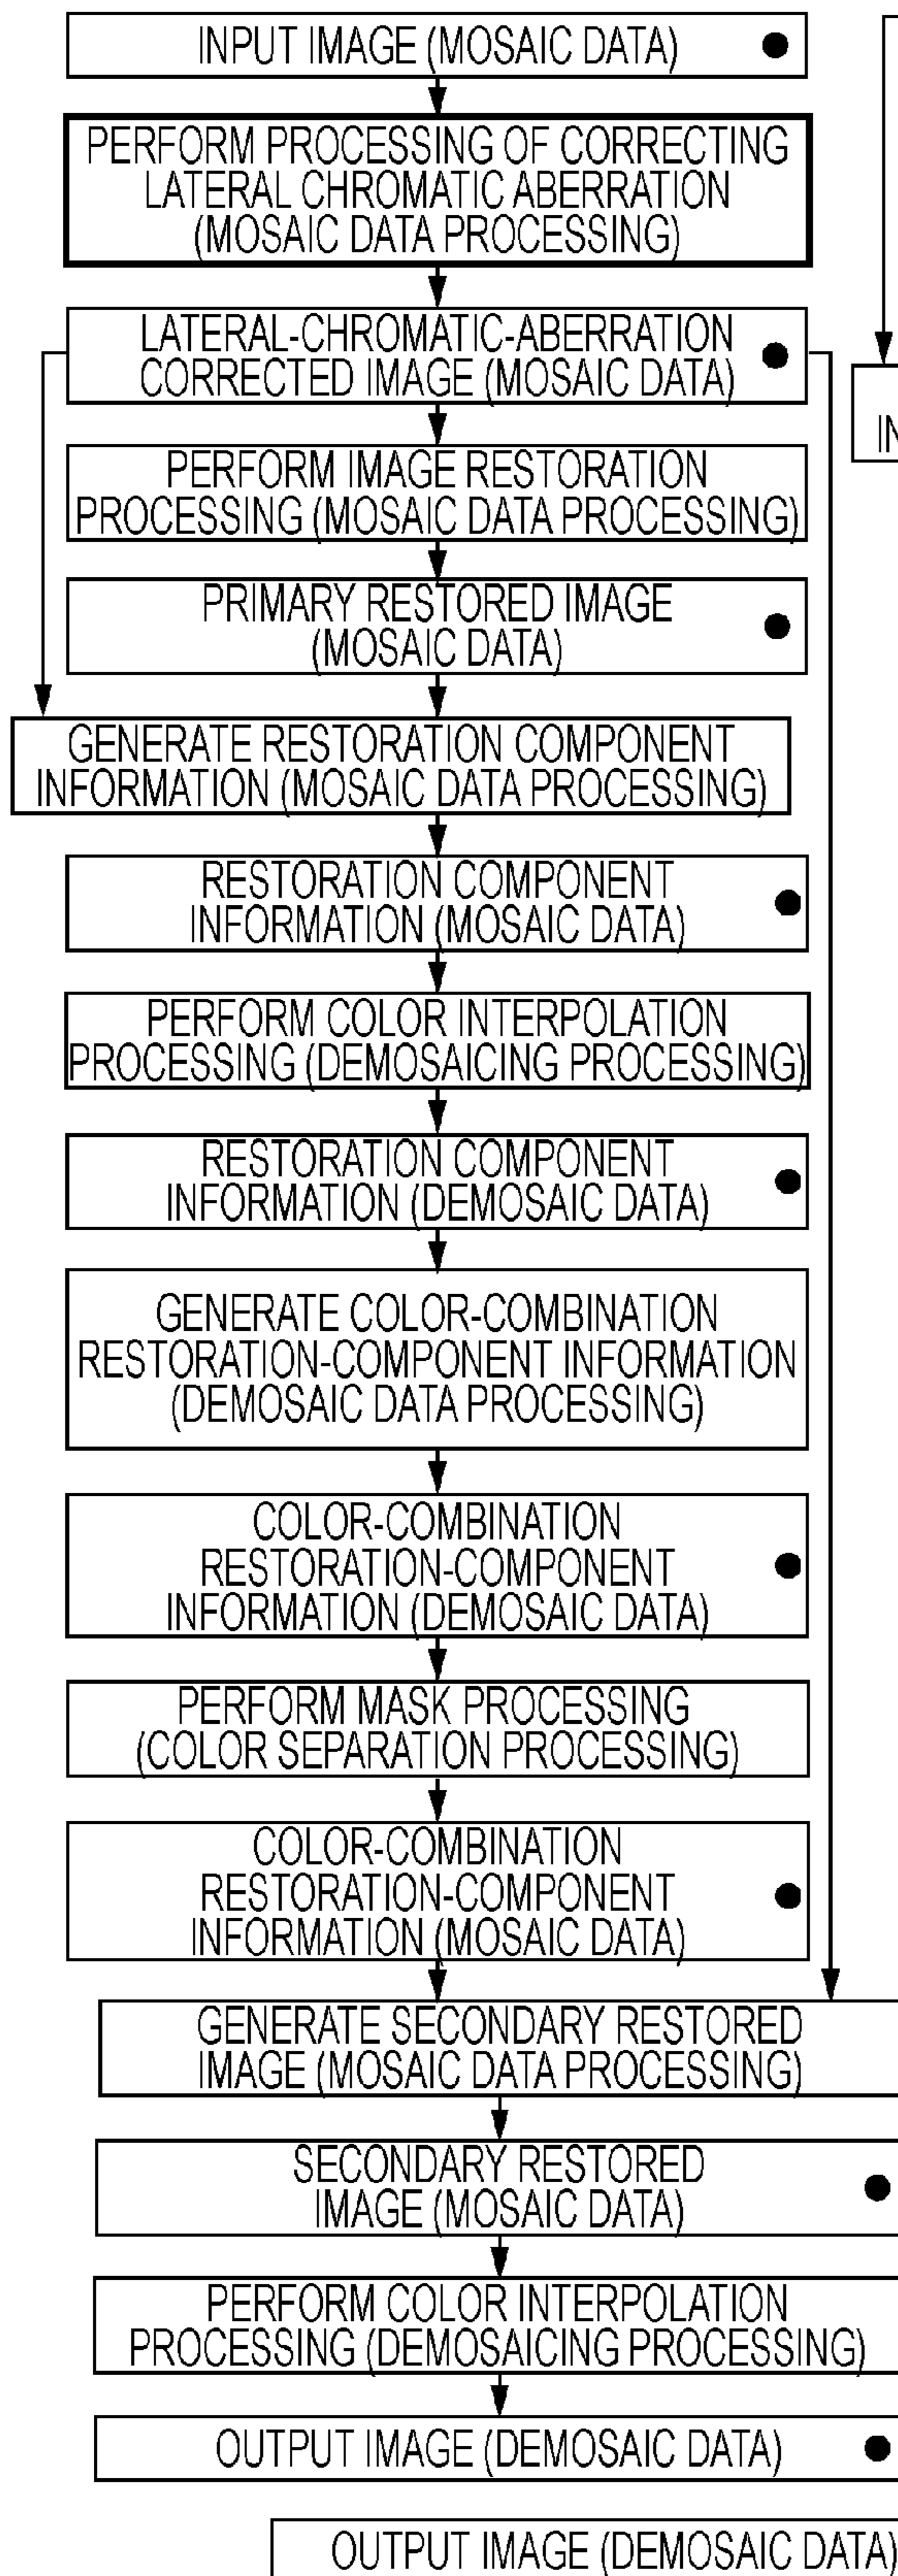 INPUT IMAGE (MOSAIC DATA)
PERFORM PROCESSING OF CORRECTING
LATERAL CHROMATIC ABERRATION
(MOSAIC DATA PROCESSING)
LATERAL-CHROMATIC-ABERRATION
CORRECTED IMAGE (MOSAIC DATA)
PERFORM IMAGE RESTORATION
PROCESSING (MOSAIC DATA PROCESSING)
PRIMARY RESTORED IMAGE
(MOSAIC DATA)
GENERATE RESTORATION COMPONENT
INFORMATION (MOSAIC DATA PROCESSING)
RESTORATION COMPONENT
INFORMATION (MOSAIC DATA)
PERFORM COLOR INTERPOLATION
PROCESSING (DEMOSAICING PROCESSING)
RESTORATION COMPONENT
INFORMATION (DEMOSAIC DATA)
GENERATE COLOR-COMBINATION
RESTORATION-COMPONENT INFORMATION
(DEMOSAIC DATA PROCESSING)
COLOR-COMBINATION
RESTORATION-COMPONENT
INFORMATION (DEMOSAIC DATA)
PERFORM MASK PROCESSING
(COLOR SEPARATION PROCESSING)
COLOR-COMBINATION
RESTORATION-COMPONENT
INFORMATION (MOSAIC DATA)
GENERATE SECONDARY RESTORED
IMAGE (MOSAIC DATA PROCESSING)
SECONDARY RESTORED
IMAGE (MOSAIC DATA)
PERFORM COLOR INTERPOLATION
PROCESSING (DEMOSAICING PROCESSING)
OUTPUT IMAGE (DEMOSAIC DATA)
OUTPUT IMAGE (DEMOSAIC DATA)